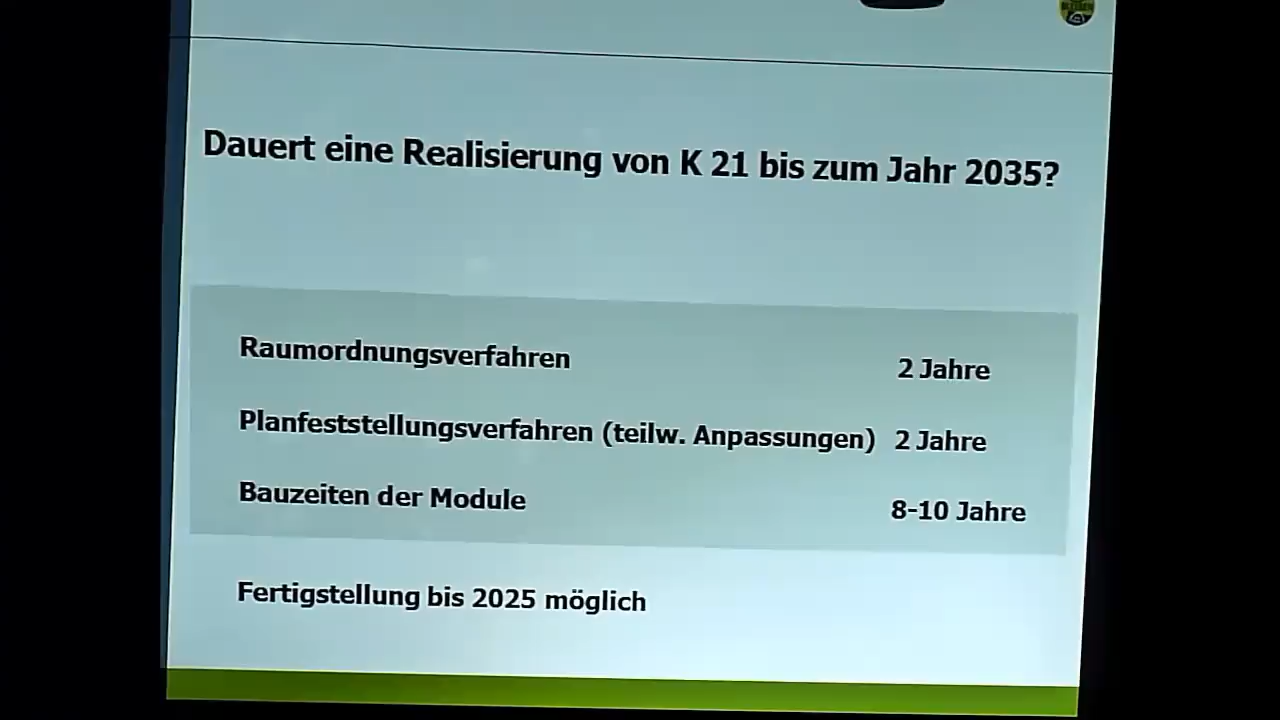 Dauert eine Realisierung von K 21 bis zum Jahr 2035?
Raumordnungsverfahren 2 Jahre
Planfeststellungsverfahren (teilw. Anpassungen) 2 Jahre
Bauzeiten der Module 8-10 Jahre
Fertigstellung bis 2025 möglich